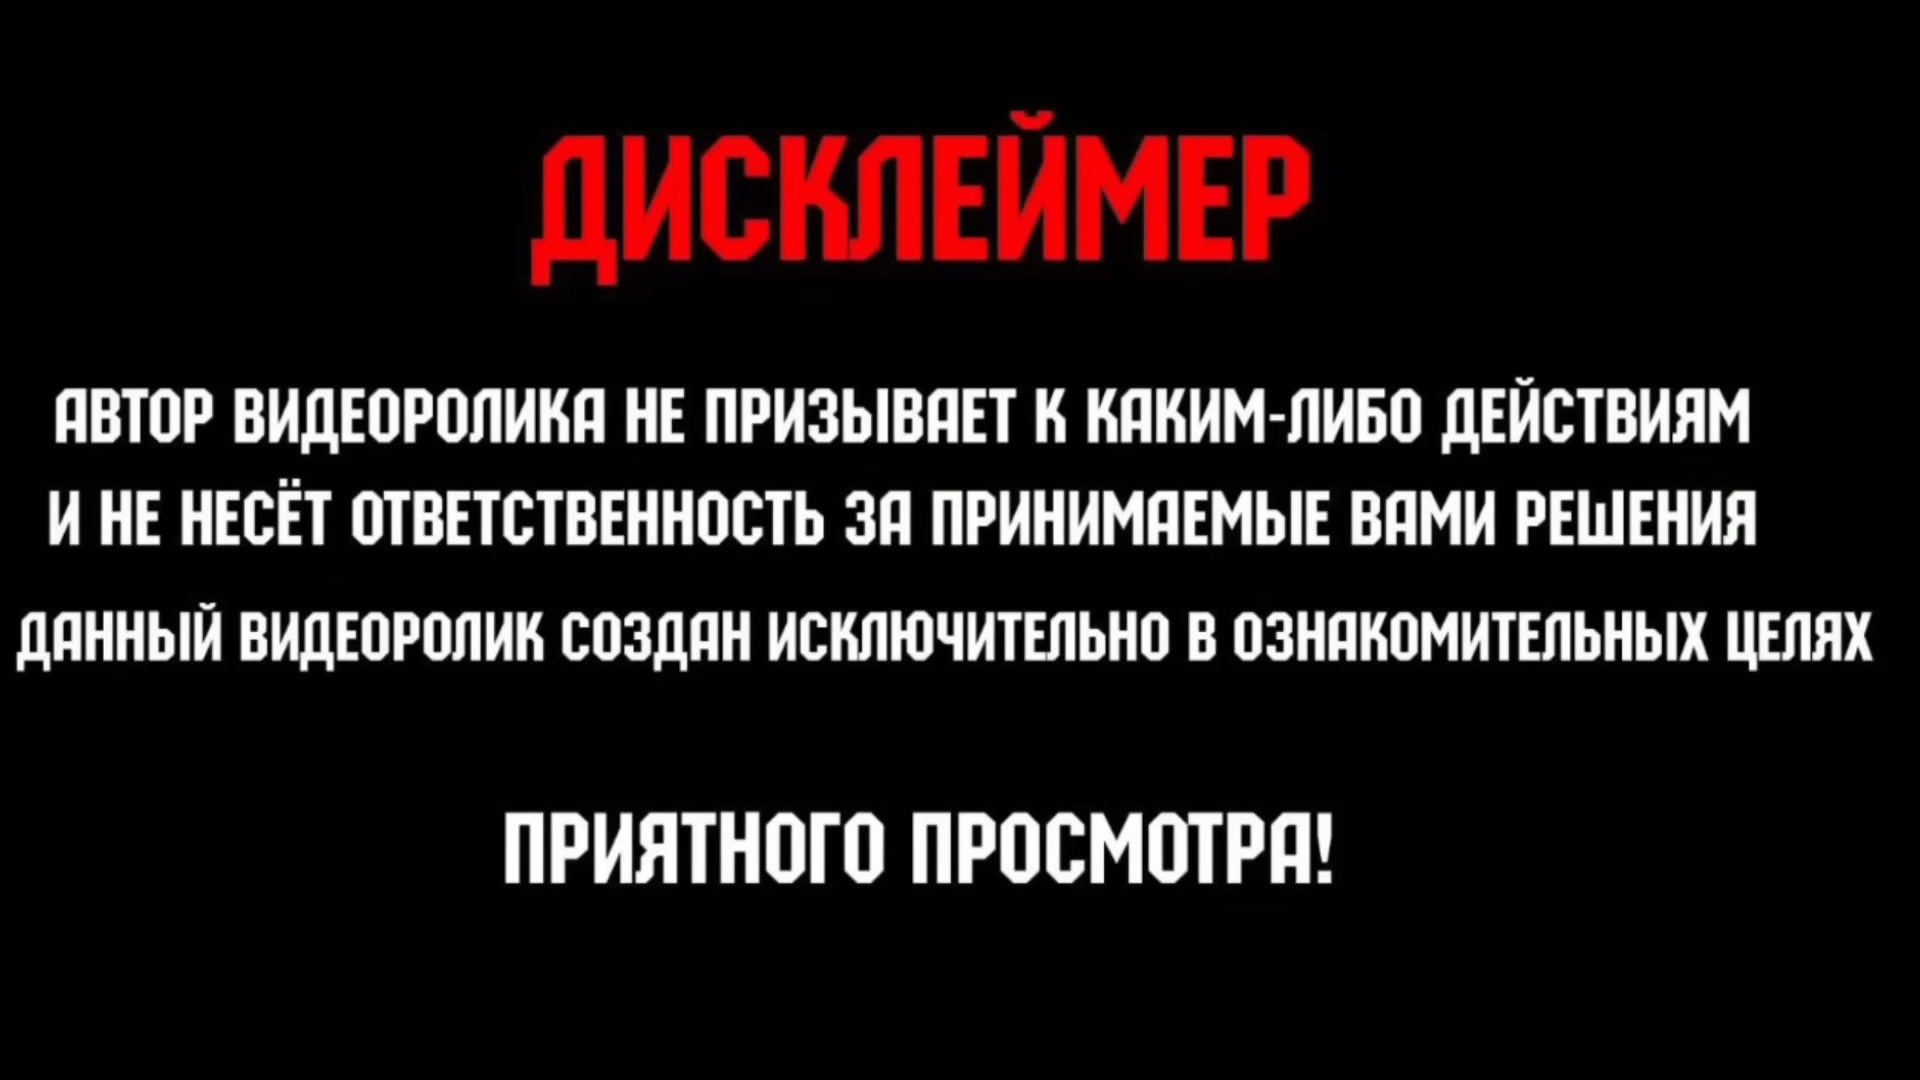 ДИСКЛЕЙМЕР
АВТОР ВИДЕОРОЛИКА НЕ ПРИЗЫВАЕТ К КАКИМ-ЛИБО ДЕЙСТВИЯМ
И НЕ НЕСЁТ ОТВЕТСТВЕННОСТЬ ЗА ПРИНИМАЕМЫЕ ВАМИ РЕШЕНИЯ
ДАННЫЙ ВИДЕОРОЛИК СОЗДАН ИСКЛЮЧИТЕЛЬНО В ОЗНАКОМИТЕЛЬНЫХ ЦЕЛЯХ
ПРИЯТНОГО ПРОСМОТРА!